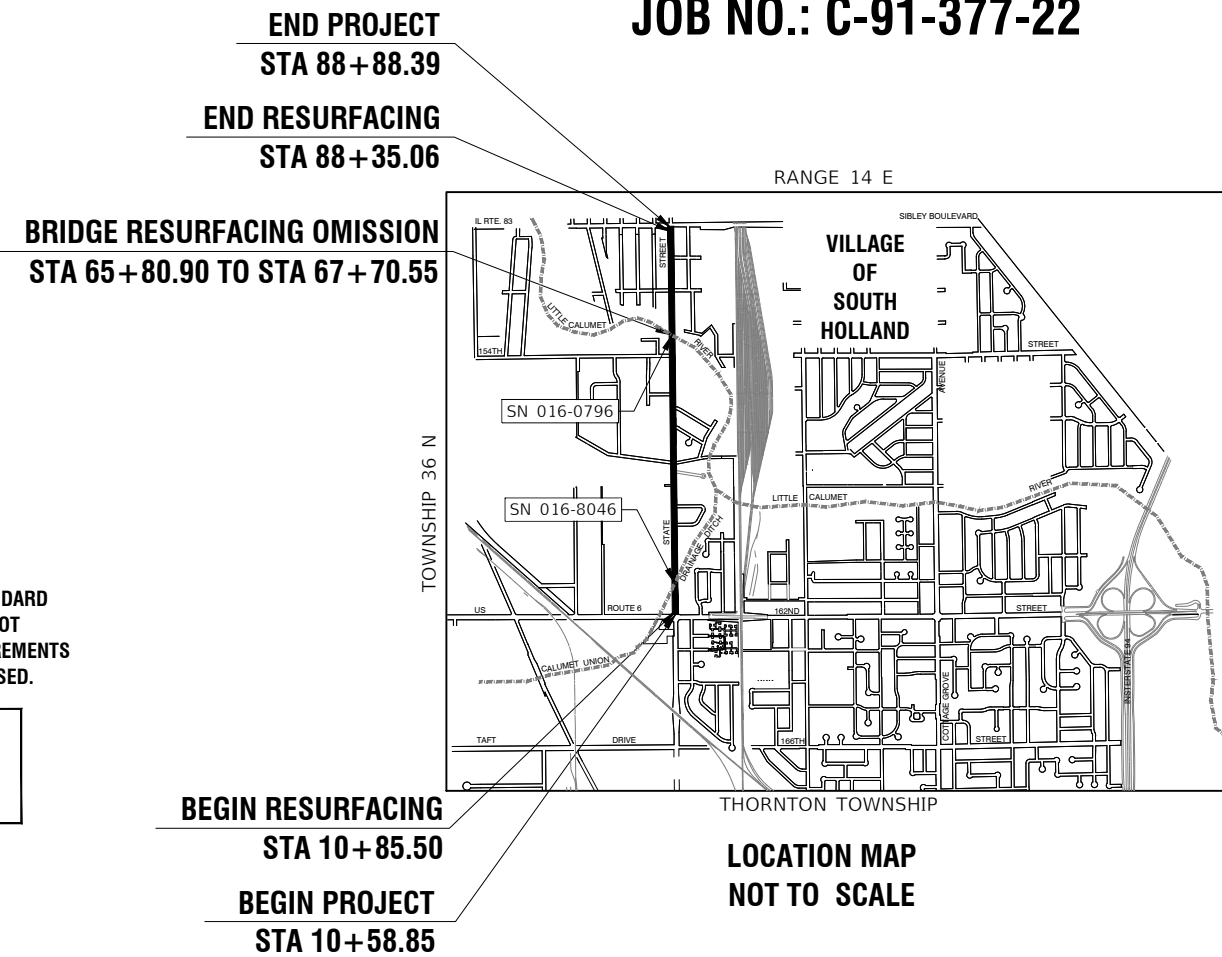 JOB NO.: C-91-377-22
END PROJECT
STA 88+88.39
END RESURFACING
STA 88+35.06
BRIDGE RESURFACING OMISSION
STA 65+80.90 TO STA 67+70.55
RANGE 14 E
IL RTE. 83
STREET
SIBLEY BOULEVARD
VILLAGE
OF
SOUTH
HOLLAND
LITTLE
CALUMET
RIVER
154TH
STREET
AVENUE
SN 016-0796
TOWNSHIP 36 N
LITTLE
CALUMET
RIVER
SN 016-8046
STATE
DRAINAGE DITCH
US
ROUTE 6
162ND
STREET
CALUMET UNION
COTTAGE GROVE
INSTERSTATE 94
TAFT
DRIVE
166TH
STREET
DARD
OT
REMENTS
SED.
BEGIN RESURFACING
STA 10+85.50
BEGIN PROJECT
STA 10+58.85
THORNTON TOWNSHIP
LOCATION MAP
NOT TO SCALE